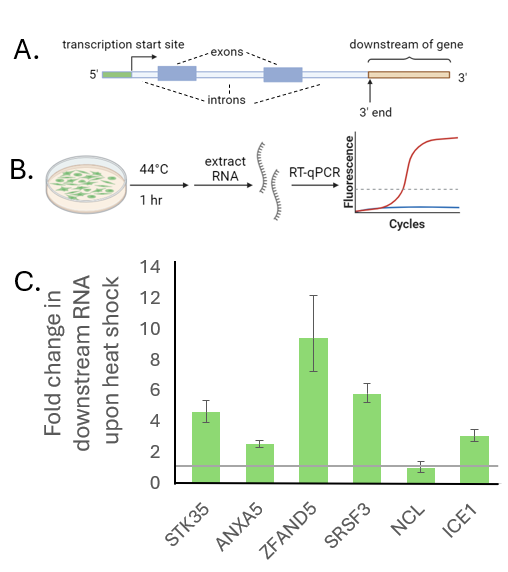 A.
transcription start site
exons
downstream of gene
5'
3'
introns
3' end
B.
44°C
1 hr
extract
RNA
RT-qPCR
Fluorescence
Cycles
C.
Fold change in
downstream RNA
upon heat shock
14
12
10
8
6
4
2
0
STK35
ANXA5
ZFAND5
SRSF3
NCL
ICE1